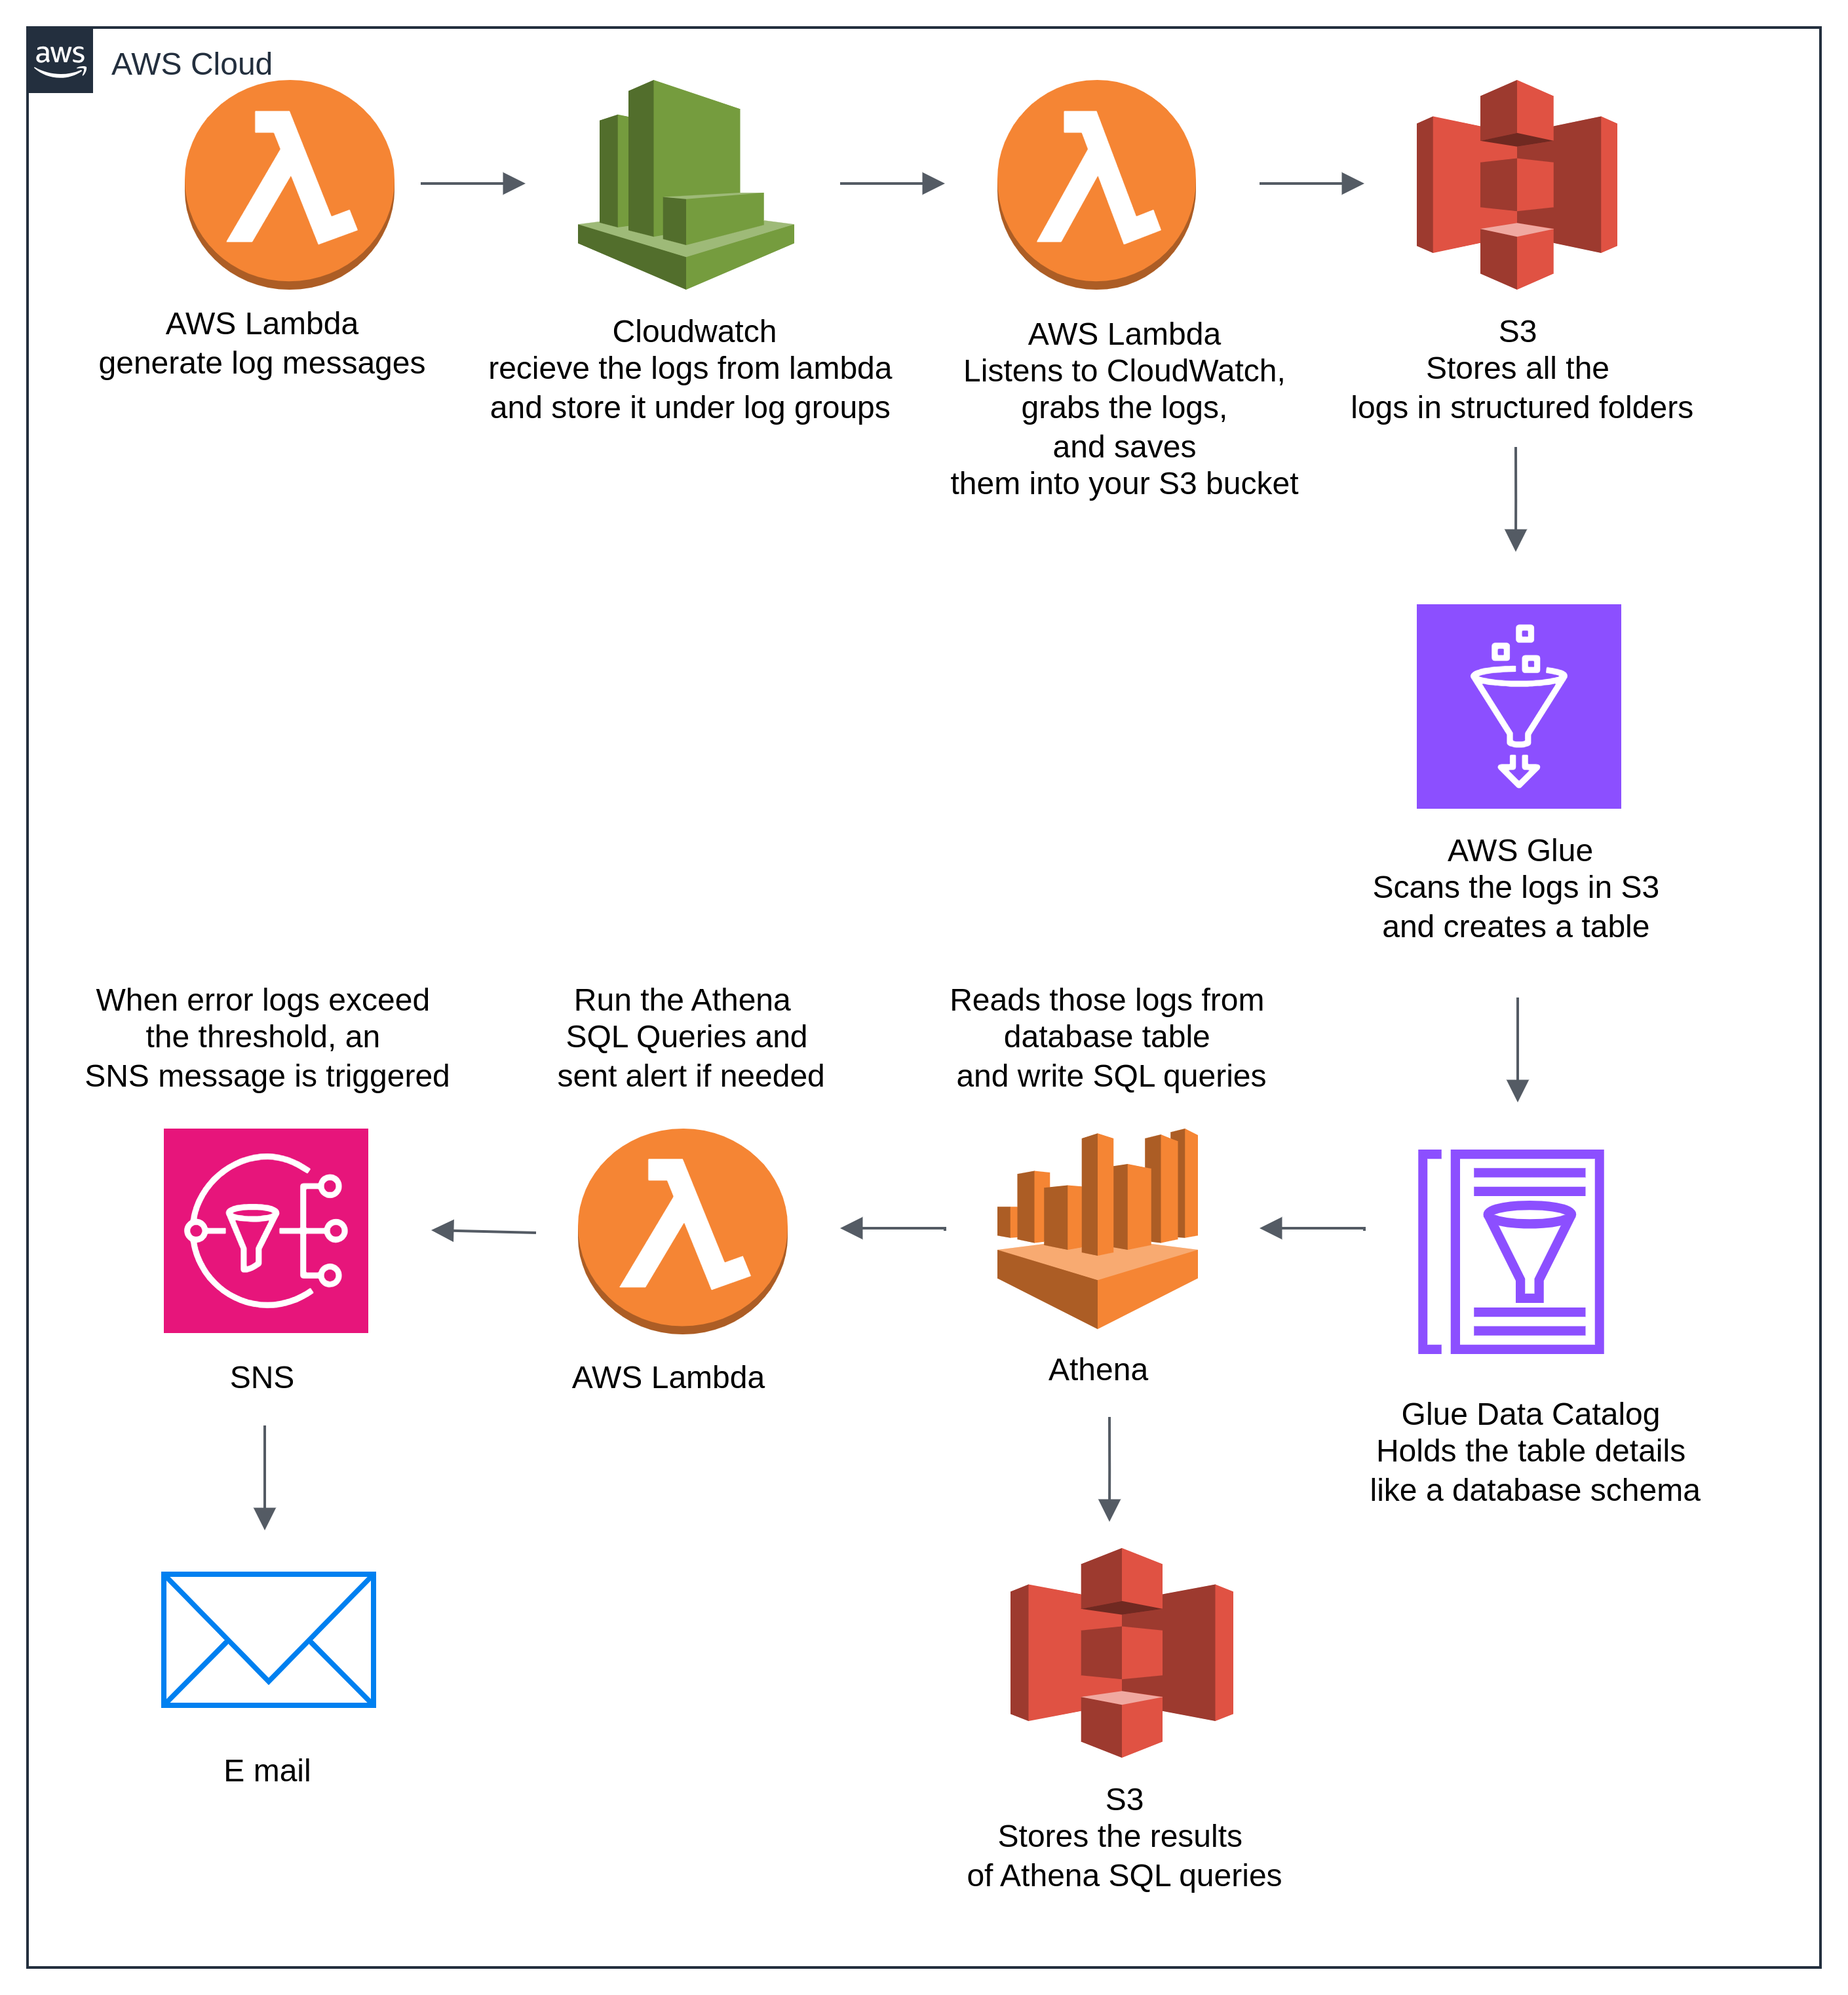 aws
AWS Cloud
AWS Lambda
generate log messages
Cloudwatch
recieve the logs from lambda
and store it under log groups
AWS Lambda
Listens to CloudWatch,
grabs the logs,
and saves
them into your S3 bucket
S3
Stores all the
logs in structured folders
AWS Glue
Scans the logs in S3
and creates a table
When error logs exceed
the threshold, an
SNS message is triggered
Run the Athena
SQL Queries and
sent alert if needed
Reads those logs from
database table
and write SQL queries
SNS
AWS Lambda
Athena
Glue Data Catalog
Holds the table details
like a database schema
E mail
S3
Stores the results
of Athena SQL queries